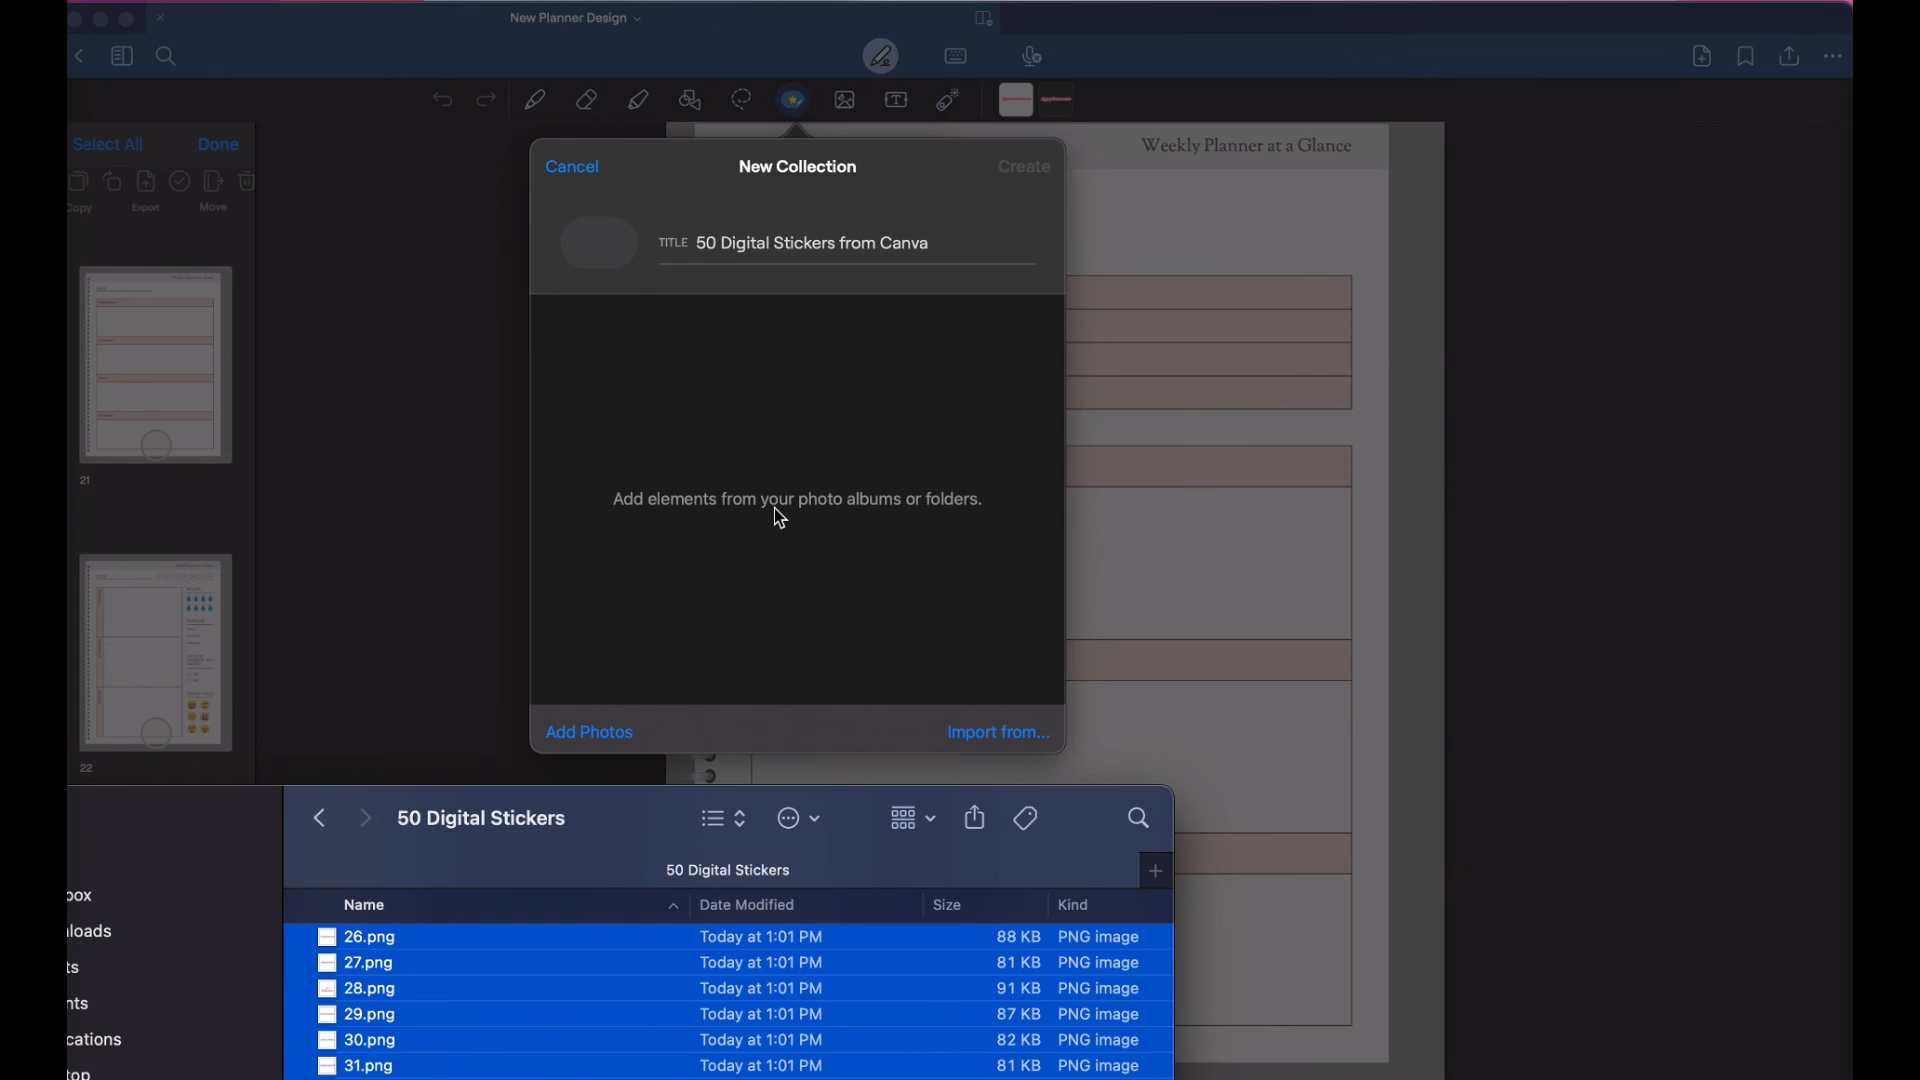 New Planner Design
Select All
Done
Copy
Export
Move
21
22
Weekly Planner at a Glance
Cancel
New Collection
Create
TITLE 50 Digital Stickers from Canva
Add elements from your photo albums or folders.
Add Photos
Import from...
50 Digital Stickers
50 Digital Stickers
Name Date Modified Size Kind
26.png Today at 1:01 PM 88 KB PNG image
27.png Today at 1:01 PM 81 KB PNG image
28.png Today at 1:01 PM 91 KB PNG image
29.png Today at 1:01 PM 87 KB PNG image
30.png Today at 1:01 PM 82 KB PNG image
31.png Today at 1:01 PM 81 KB PNG image
box
loads
ts
nts
cations
top